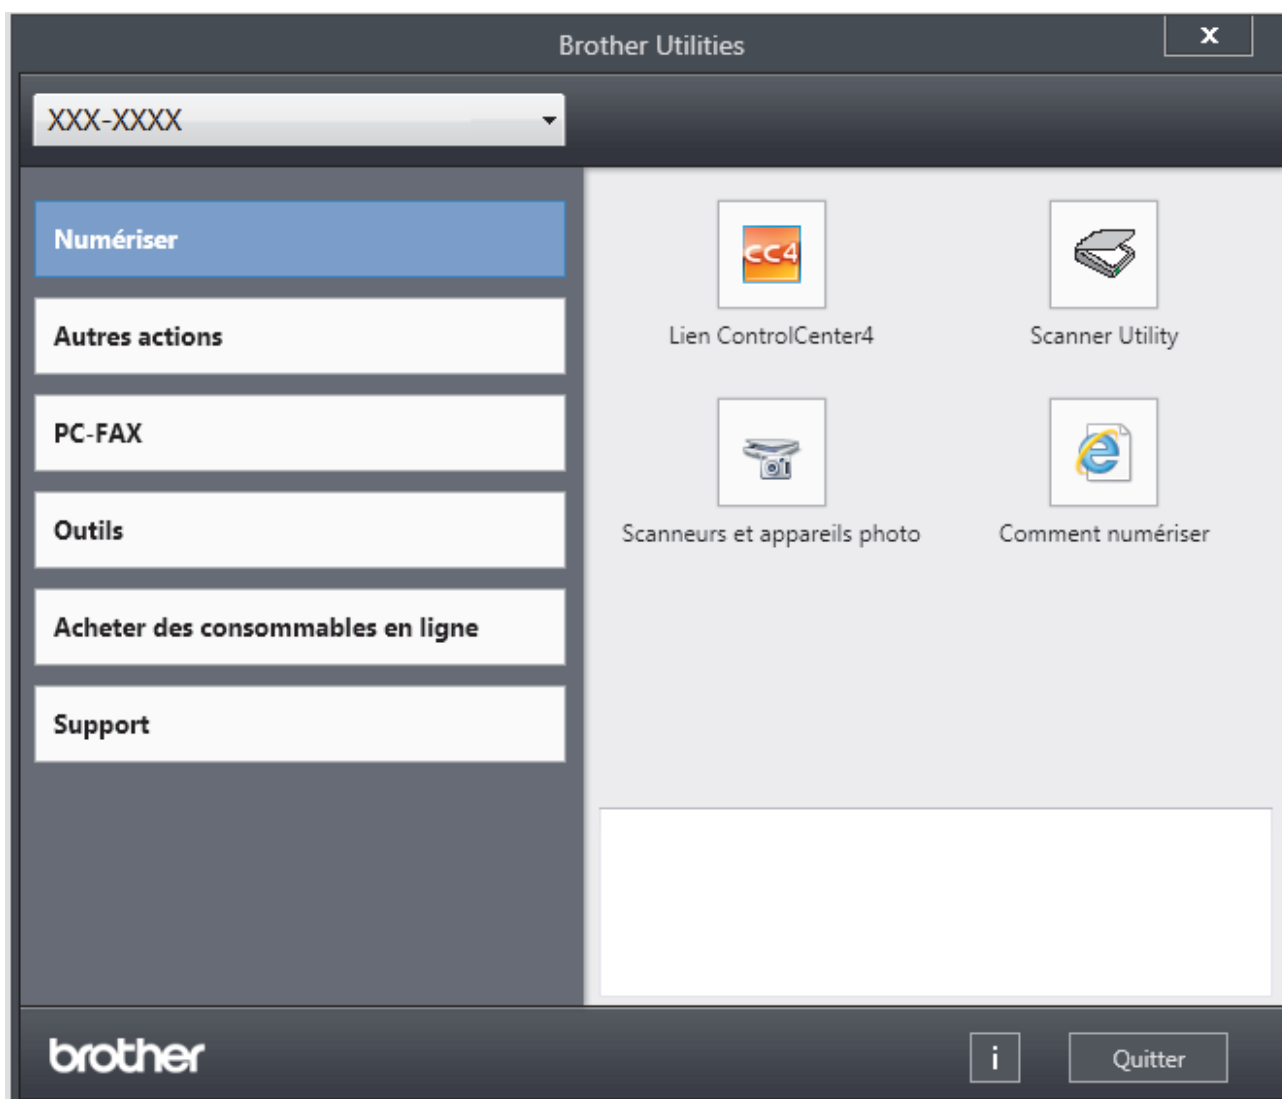 Brother Utilities
x
XXX-XXXX
Numériser
Autres actions
PC-FAX
Outils
Acheter des consommables en ligne
Support
CC4
Lien ControlCenter4
Scanner Utility
Scanneurs et appareils photo
Comment numériser
brother
i
Quitter